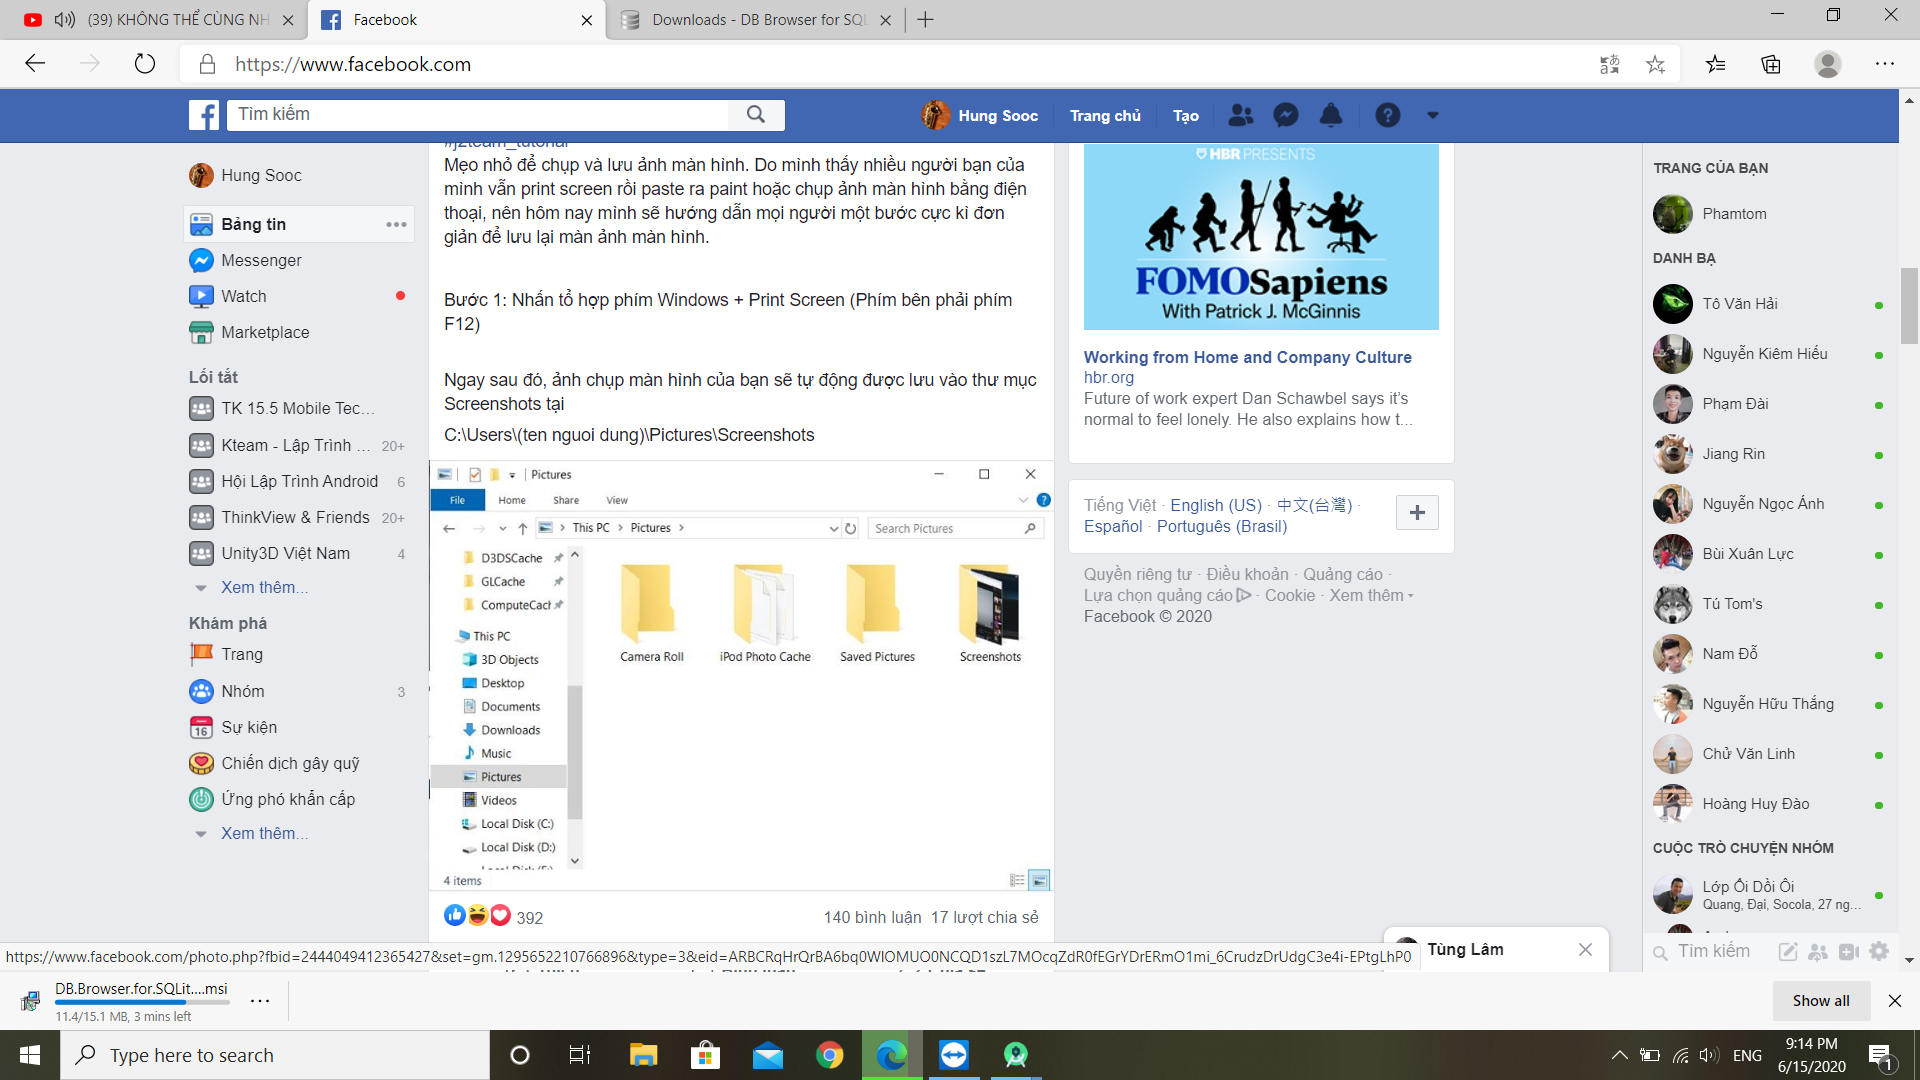 (39) KHÔNG THỂ CÙNG NH
Facebook
Downloads - DB Browser for SQL
https://www.facebook.com
Tìm kiếm
Hung Sooc
Trang chủ
Tạo
Hung Sooc
Bảng tin
Messenger
Watch
Marketplace
Lối tắt
TK 15.5 Mobile Tec...
Kteam - Lập Trình ... 20+
Hội Lập Trình Android 6
ThinkView & Friends 20+
Unity3D Việt Nam 4
Xem thêm...
Khám phá
Trang
Nhóm 3
Sự kiện
Chiến dịch gây quỹ
Ứng phó khẩn cấp
Xem thêm...
#j2team_tutorial
Mẹo nhỏ để chụp và lưu ảnh màn hình. Do mình thấy nhiều người bạn của
mình vẫn print screen rồi paste ra paint hoặc chụp ảnh màn hình bằng điện
thoại, nên hôm nay mình sẽ hướng dẫn mọi người một bước cực kì đơn
giản để lưu lại màn ảnh màn hình.
Bước 1: Nhấn tổ hợp phím Windows + Print Screen (Phím bên phải phím
F12)
Ngay sau đó, ảnh chụp màn hình của bạn sẽ tự động được lưu vào thư mục
Screenshots tại
C:\Users\(ten nguoi dung)\Pictures\Screenshots
Pictures
File Home Share View
This PC > Pictures >
Search Pictures
D3DSCache
GLCache
ComputeCach
This PC
3D Objects
Desktop
Documents
Downloads
Music
Pictures
Videos
Local Disk (C:)
Local Disk (D:)
Camera Roll
iPod Photo Cache
Saved Pictures
Screenshots
4 items
392
140 bình luận 17 lượt chia sẻ
HBR PRESENTS
FOMOSapiens
With Patrick J. McGinnis
Working from Home and Company Culture
hbr.org
Future of work expert Dan Schawbel says it's
normal to feel lonely. He also explains how t...
Tiếng Việt · English (US) · 中文(台灣) ·
Español · Português (Brasil)
Quyền riêng tư · Điều khoản · Quảng cáo ·
Lựa chọn quảng cáo · Cookie · Xem thêm
Facebook © 2020
TRANG CỦA BẠN
Phamtom
DANH BẠ
Tô Văn Hải
Nguyễn Kiêm Hiếu
Phạm Đài
Jiang Rin
Nguyễn Ngọc Ánh
Bùi Xuân Lực
Tú Tom's
Nam Đỗ
Nguyễn Hữu Thắng
Chử Văn Linh
Hoàng Huy Đào
CUỘC TRÒ CHUYỆN NHÓM
Lớp Ối Dồi Ôi
Quang, Đại, Socola, 27 ng...
Tìm kiếm
Tùng Lâm
https://www.facebook.com/photo.php?fbid=2444049412365427&set=gm.1295652210766896&type=3&eid=ARBCRqHrQrBA6bq0WlOMUO0NCQD1szL7MOcqZdR0fEGrYDrERmO1mi_6CrudzDrUdgC3e4i-EPtgLhP0
DB.Browser.for.SQLit....msi
11.4/15.1 MB, 3 mins left
Show all
Type here to search
ENG
9:14 PM
6/15/2020
1